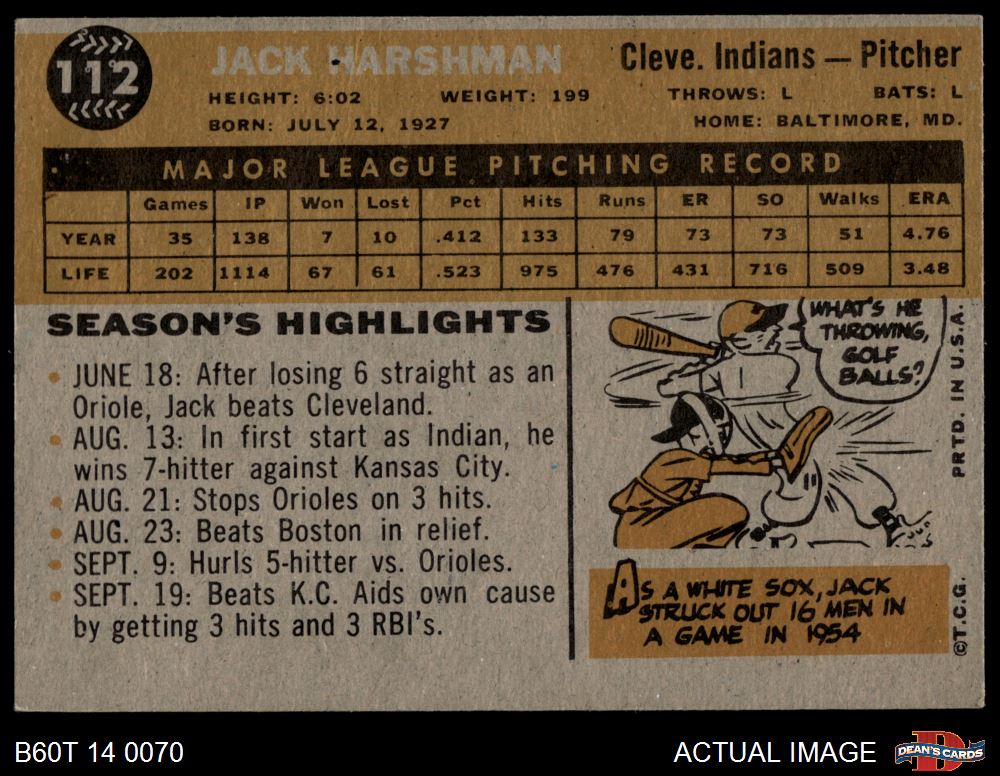 112
JACK HARSHMAN
Cleve. Indians — Pitcher
HEIGHT: 6:02 WEIGHT: 199 THROWS: L BATS: L
BORN: JULY 12, 1927 HOME: BALTIMORE, MD.
MAJOR LEAGUE PITCHING RECORD
Games IP Won Lost Pct Hits Runs ER SO Walks ERA
YEAR 35 138 7 10 .412 133 79 73 73 51 4.76
LIFE 202 1114 67 61 .523 975 476 431 716 509 3.48
SEASON'S HIGHLIGHTS
• JUNE 18: After losing 6 straight as an
Oriole, Jack beats Cleveland.
• AUG. 13: In first start as Indian, he
wins 7-hitter against Kansas City.
• AUG. 21: Stops Orioles on 3 hits.
• AUG. 23: Beats Boston in relief.
• SEPT. 9: Hurls 5-hitter vs. Orioles.
• SEPT. 19: Beats K.C. Aids own cause
by getting 3 hits and 3 RBI's.
WHAT'S HE
THROWING,
GOLF
BALLS?
AS A WHITE SOX, JACK
STRUCK OUT 16 MEN IN
A GAME IN 1954
PRTD. IN U.S.A.
©T.C.G.
B60T 14 0070
ACTUAL IMAGE
DEAN'S CARDS